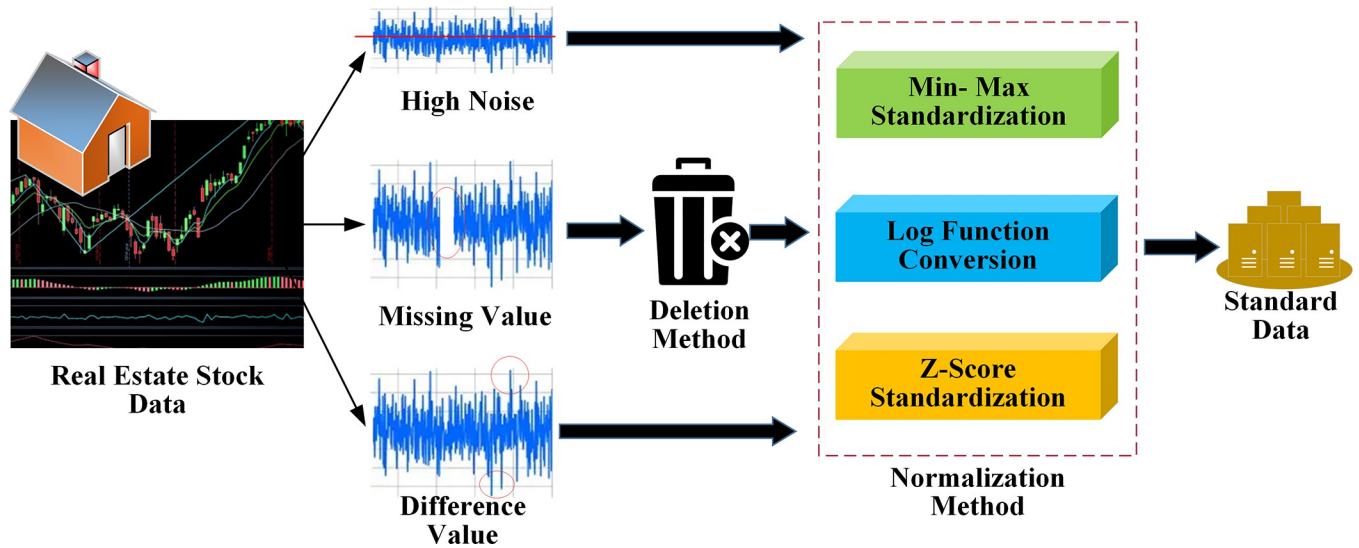 High Noise
Real Estate Stock
Data
Missing Value
Deletion
Method
Difference
Value
Min- Max
Standardization
Log Function
Conversion
Z-Score
Standardization
Normalization
Method
Standard
Data